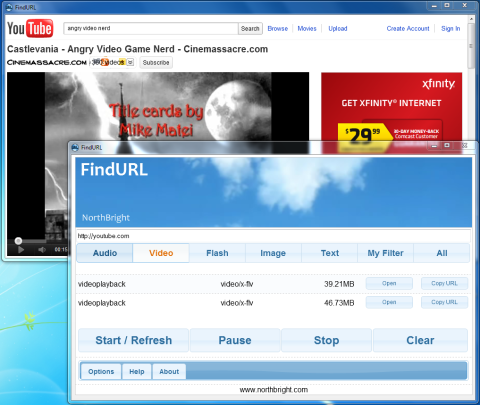 FindURL
YouTube
angry video nerd
Search
Browse
Movies
Upload
Create Account
Sign In
Castlevania - Angry Video Game Nerd - Cinemassacre.com
CINEMASSACRE.COM
videos
Subscribe
Title cards by
Mike Matei
xfinity
GET XFINITY® INTERNET
$29.99
30-DAY MONEY-BACK
Comcast Customer
FindURL
FindURL
NorthBright
http://youtube.com
Audio
Video
Flash
Image
Text
My Filter
All
videoplayback
video/x-flv
39.21MB
Open
Copy URL
videoplayback
video/x-flv
46.73MB
Open
Copy URL
Start / Refresh
Pause
Stop
Clear
Options
Help
About
www.northbright.com